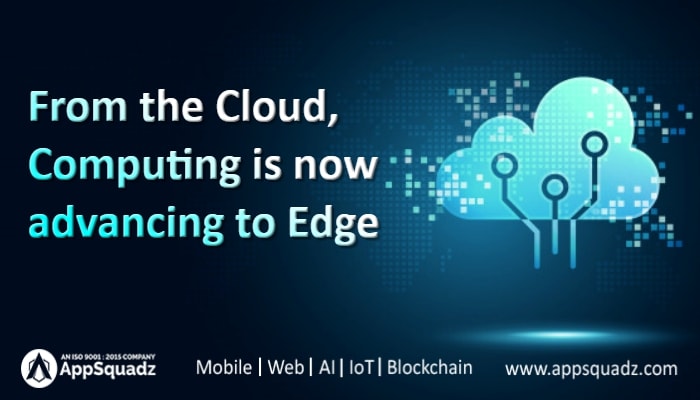 From the Cloud,
Computing is now
advancing to Edge
AN ISO 9001 : 2015 COMPANY
AppSquadz
Mobile | Web | AI | IoT | Blockchain
www.appsquadz.com